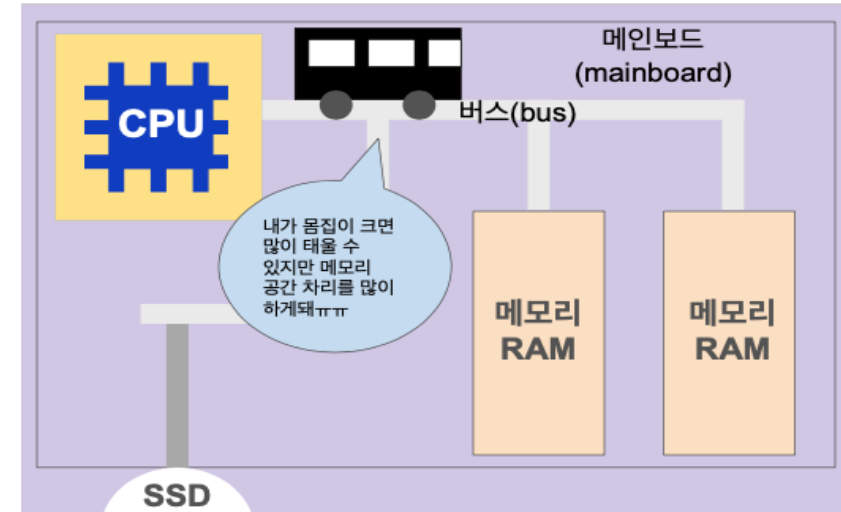 메인보드
(mainboard)
CPU
버스(bus)
내가 몸집이 크면
많이 태울 수
있지만 메모리
공간 차리를 많이
하게돼ㅠㅠ
메모리
RAM
메모리
RAM
SSD